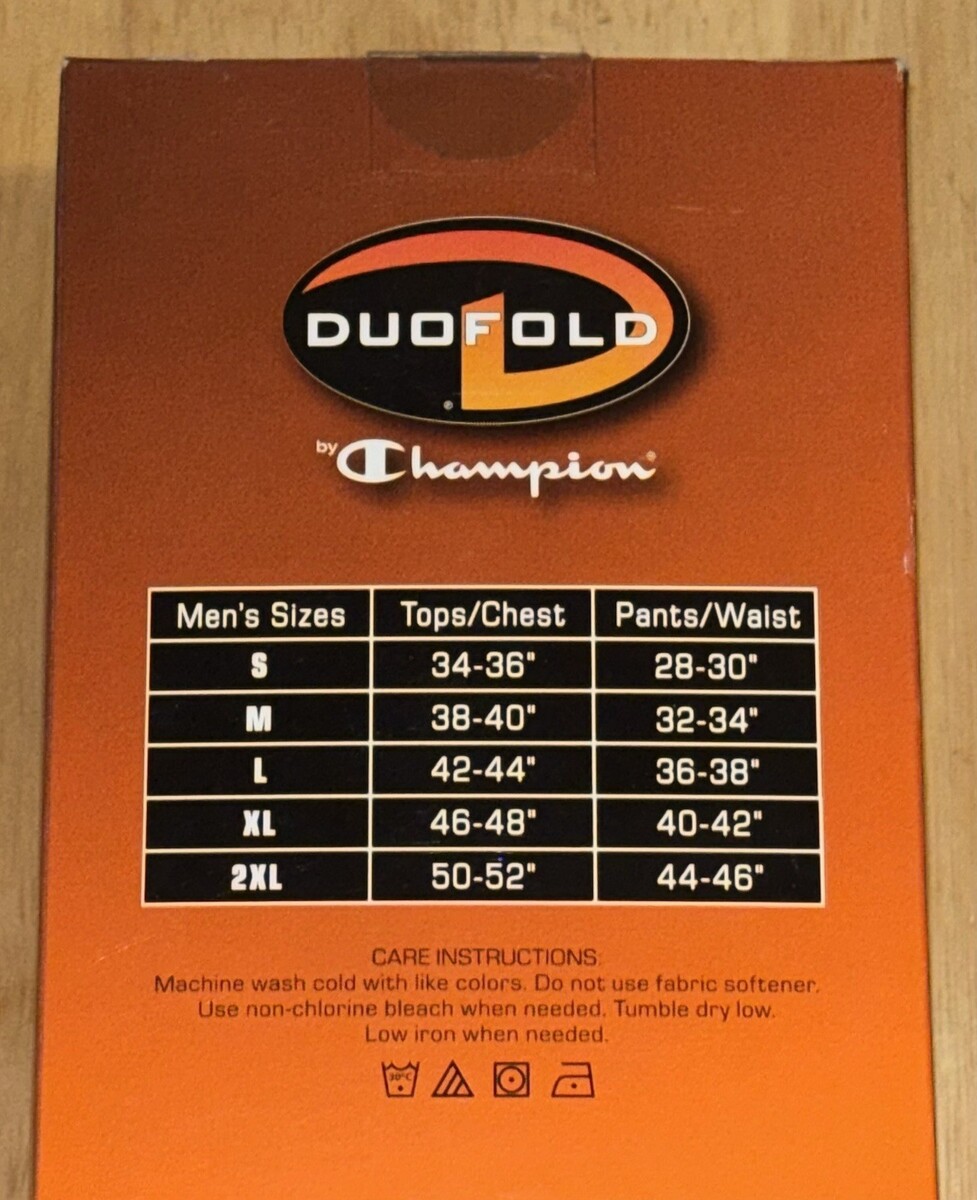 DUOFOLD
®
by Champion®
Men's Sizes Tops/Chest Pants/Waist
S 34-36" 28-30"
M 38-40" 32-34"
L 42-44" 36-38"
XL 46-48" 40-42"
2XL 50-52" 44-46"
CARE INSTRUCTIONS:
Machine wash cold with like colors. Do not use fabric softener.
Use non-chlorine bleach when needed. Tumble dry low.
Low iron when needed.
30°C